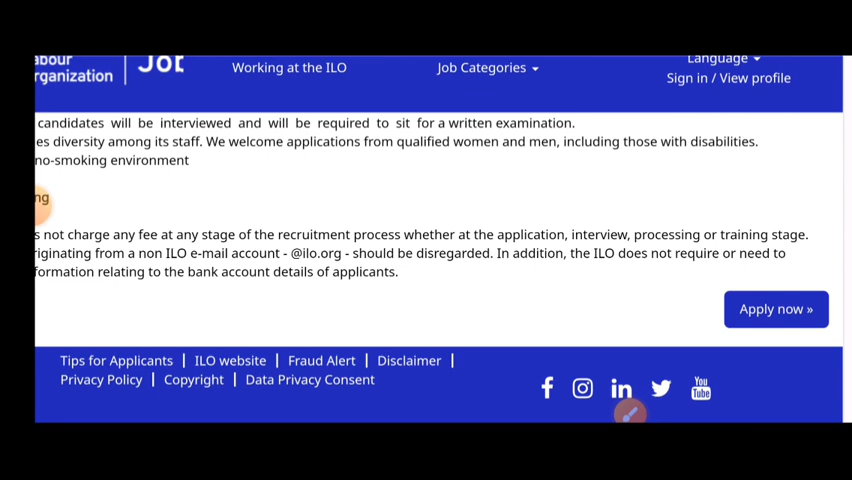 abour
rganization
Job
Working at the ILO
Job Categories
Language
Sign in / View profile
candidates will be interviewed and will be required to sit for a written examination.
es diversity among its staff. We welcome applications from qualified women and men, including those with disabilities.
no-smoking environment
ng
s not charge any fee at any stage of the recruitment process whether at the application, interview, processing or training stage.
riginating from a non ILO e-mail account - @ilo.org - should be disregarded. In addition, the ILO does not require or need to
formation relating to the bank account details of applicants.
Apply now »
Tips for Applicants | ILO website | Fraud Alert | Disclaimer |
Privacy Policy | Copyright | Data Privacy Consent
You Tube